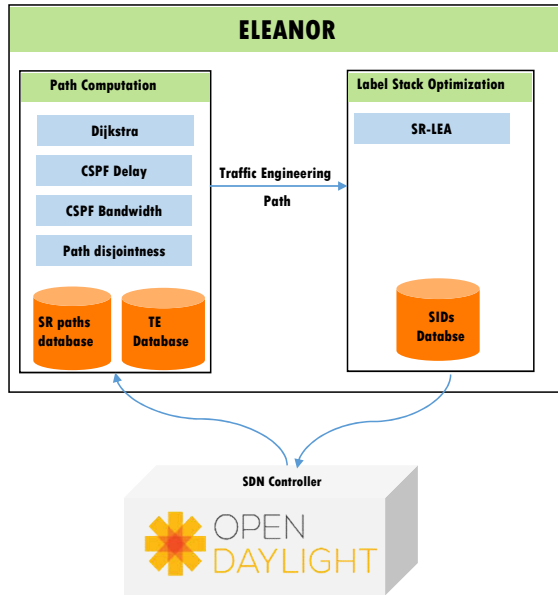 ELEANOR
Path Computation
Dijkstra
CSPF Delay
CSPF Bandwidth
Path disjointness
SR paths
database
TE
Database
Traffic Engineering
Path
Label Stack Optimization
SR-LEA
SIDs
Databse
SDN Controller
OPEN
DAYLIGHT